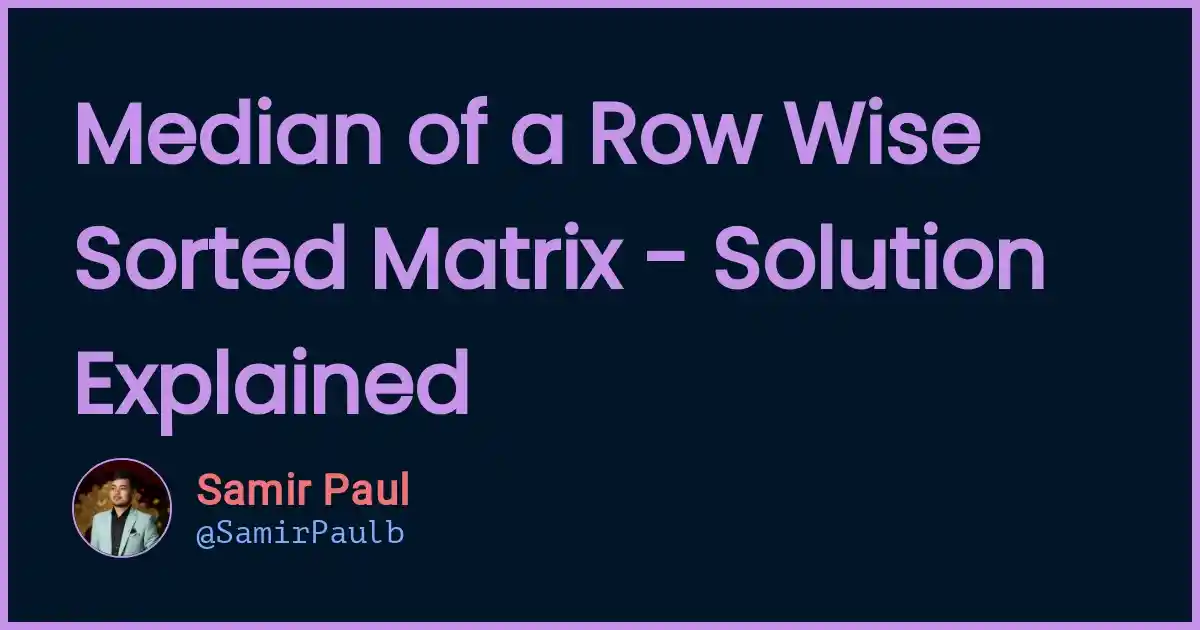 Median of a Row Wise
Sorted Matrix - Solution
Explained
Samir Paul
@SamirPaulb